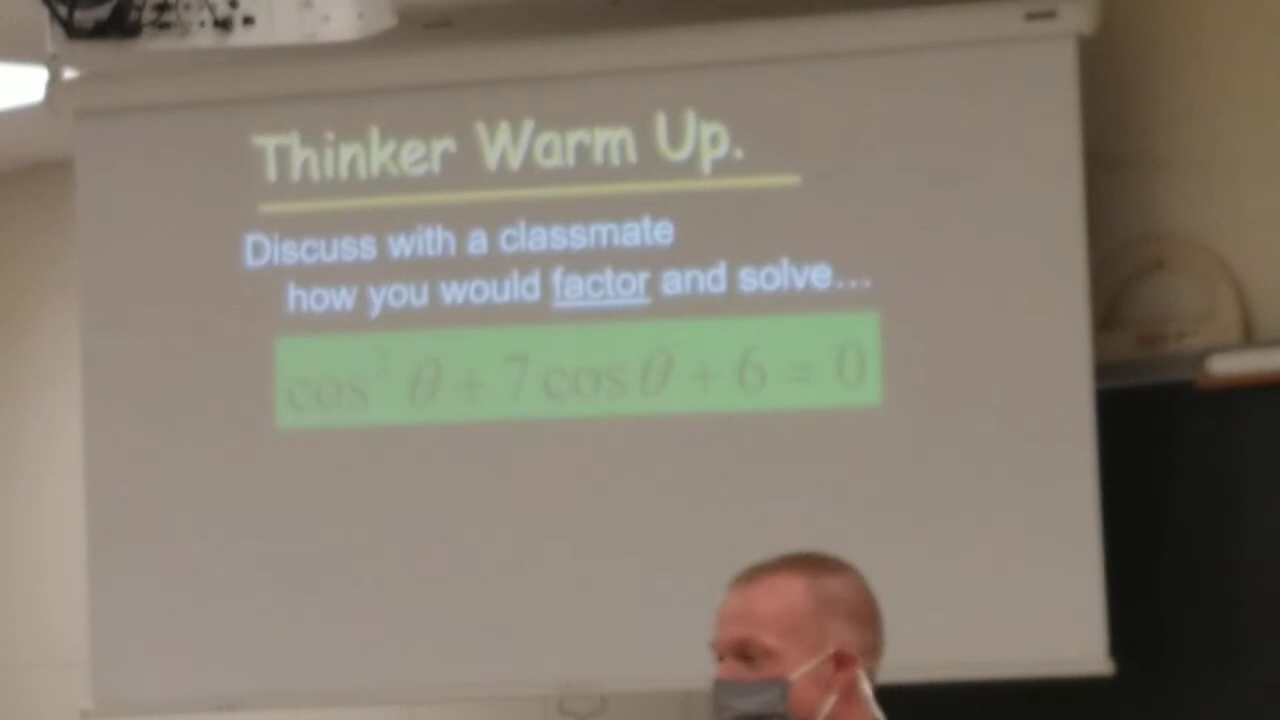 Thinker Warm Up.
Discuss with a classmate
how you would factor and solve...
cos² θ + 7 cos θ + 6 = 0